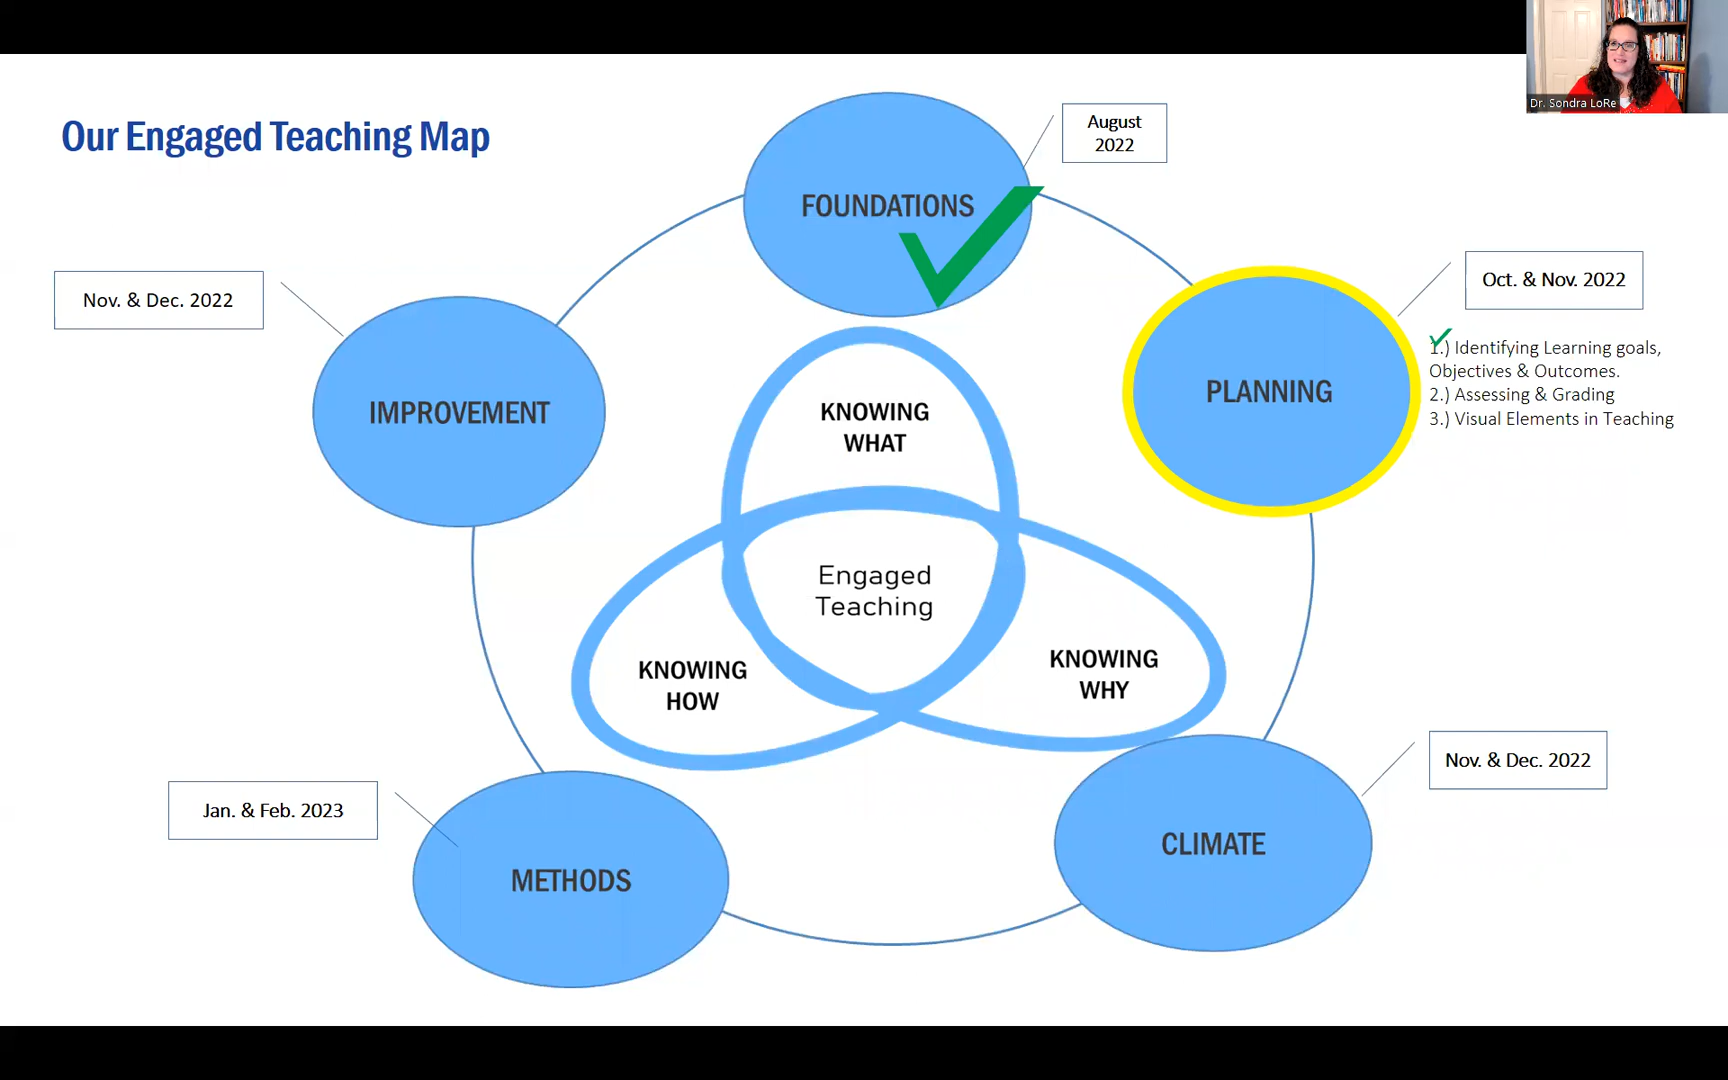 Dr. Sondra LoRe
Our Engaged Teaching Map
August
2022
FOUNDATIONS
Oct. & Nov. 2022
Nov. & Dec. 2022
1.) Identifying Learning goals,
Objectives & Outcomes.
2.) Assessing & Grading
3.) Visual Elements in Teaching
PLANNING
IMPROVEMENT
KNOWING
WHAT
Engaged
Teaching
KNOWING
HOW
KNOWING
WHY
Nov. & Dec. 2022
Jan. & Feb. 2023
CLIMATE
METHODS